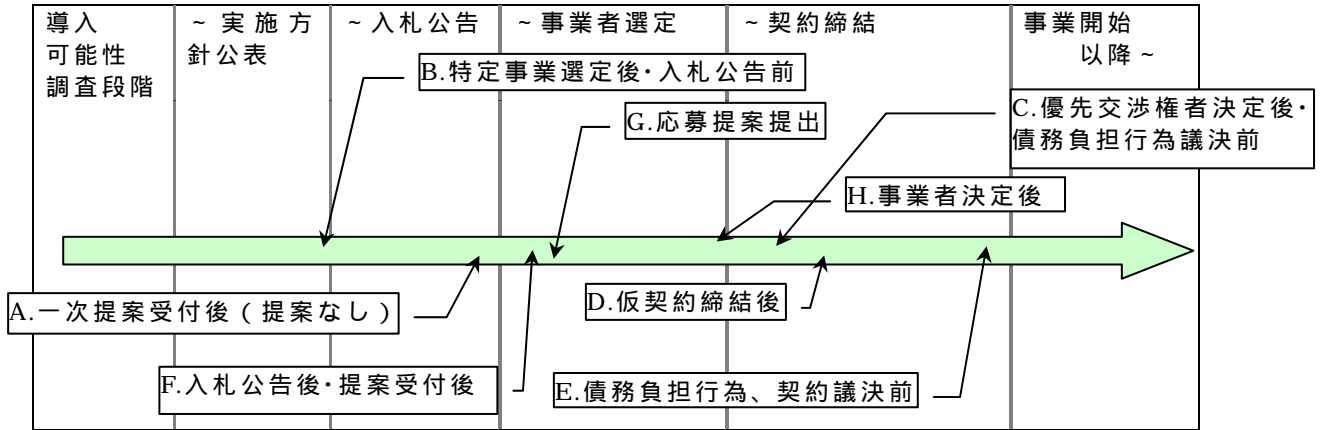 導入
可能性
調査段階
~ 実施方
針公表
~ 入札公告
~ 事業者選定
~ 契約締結
事業開始
以降~
B.特定事業選定後・入札公告前
G.応募提案提出
C.優先交渉権者決定後・
債務負担行為議決前
H.事業者決定後
A.一次提案受付後(提案なし)
D.仮契約締結後
F.入札公告後・提案受付後
E.債務負担行為、契約議決前